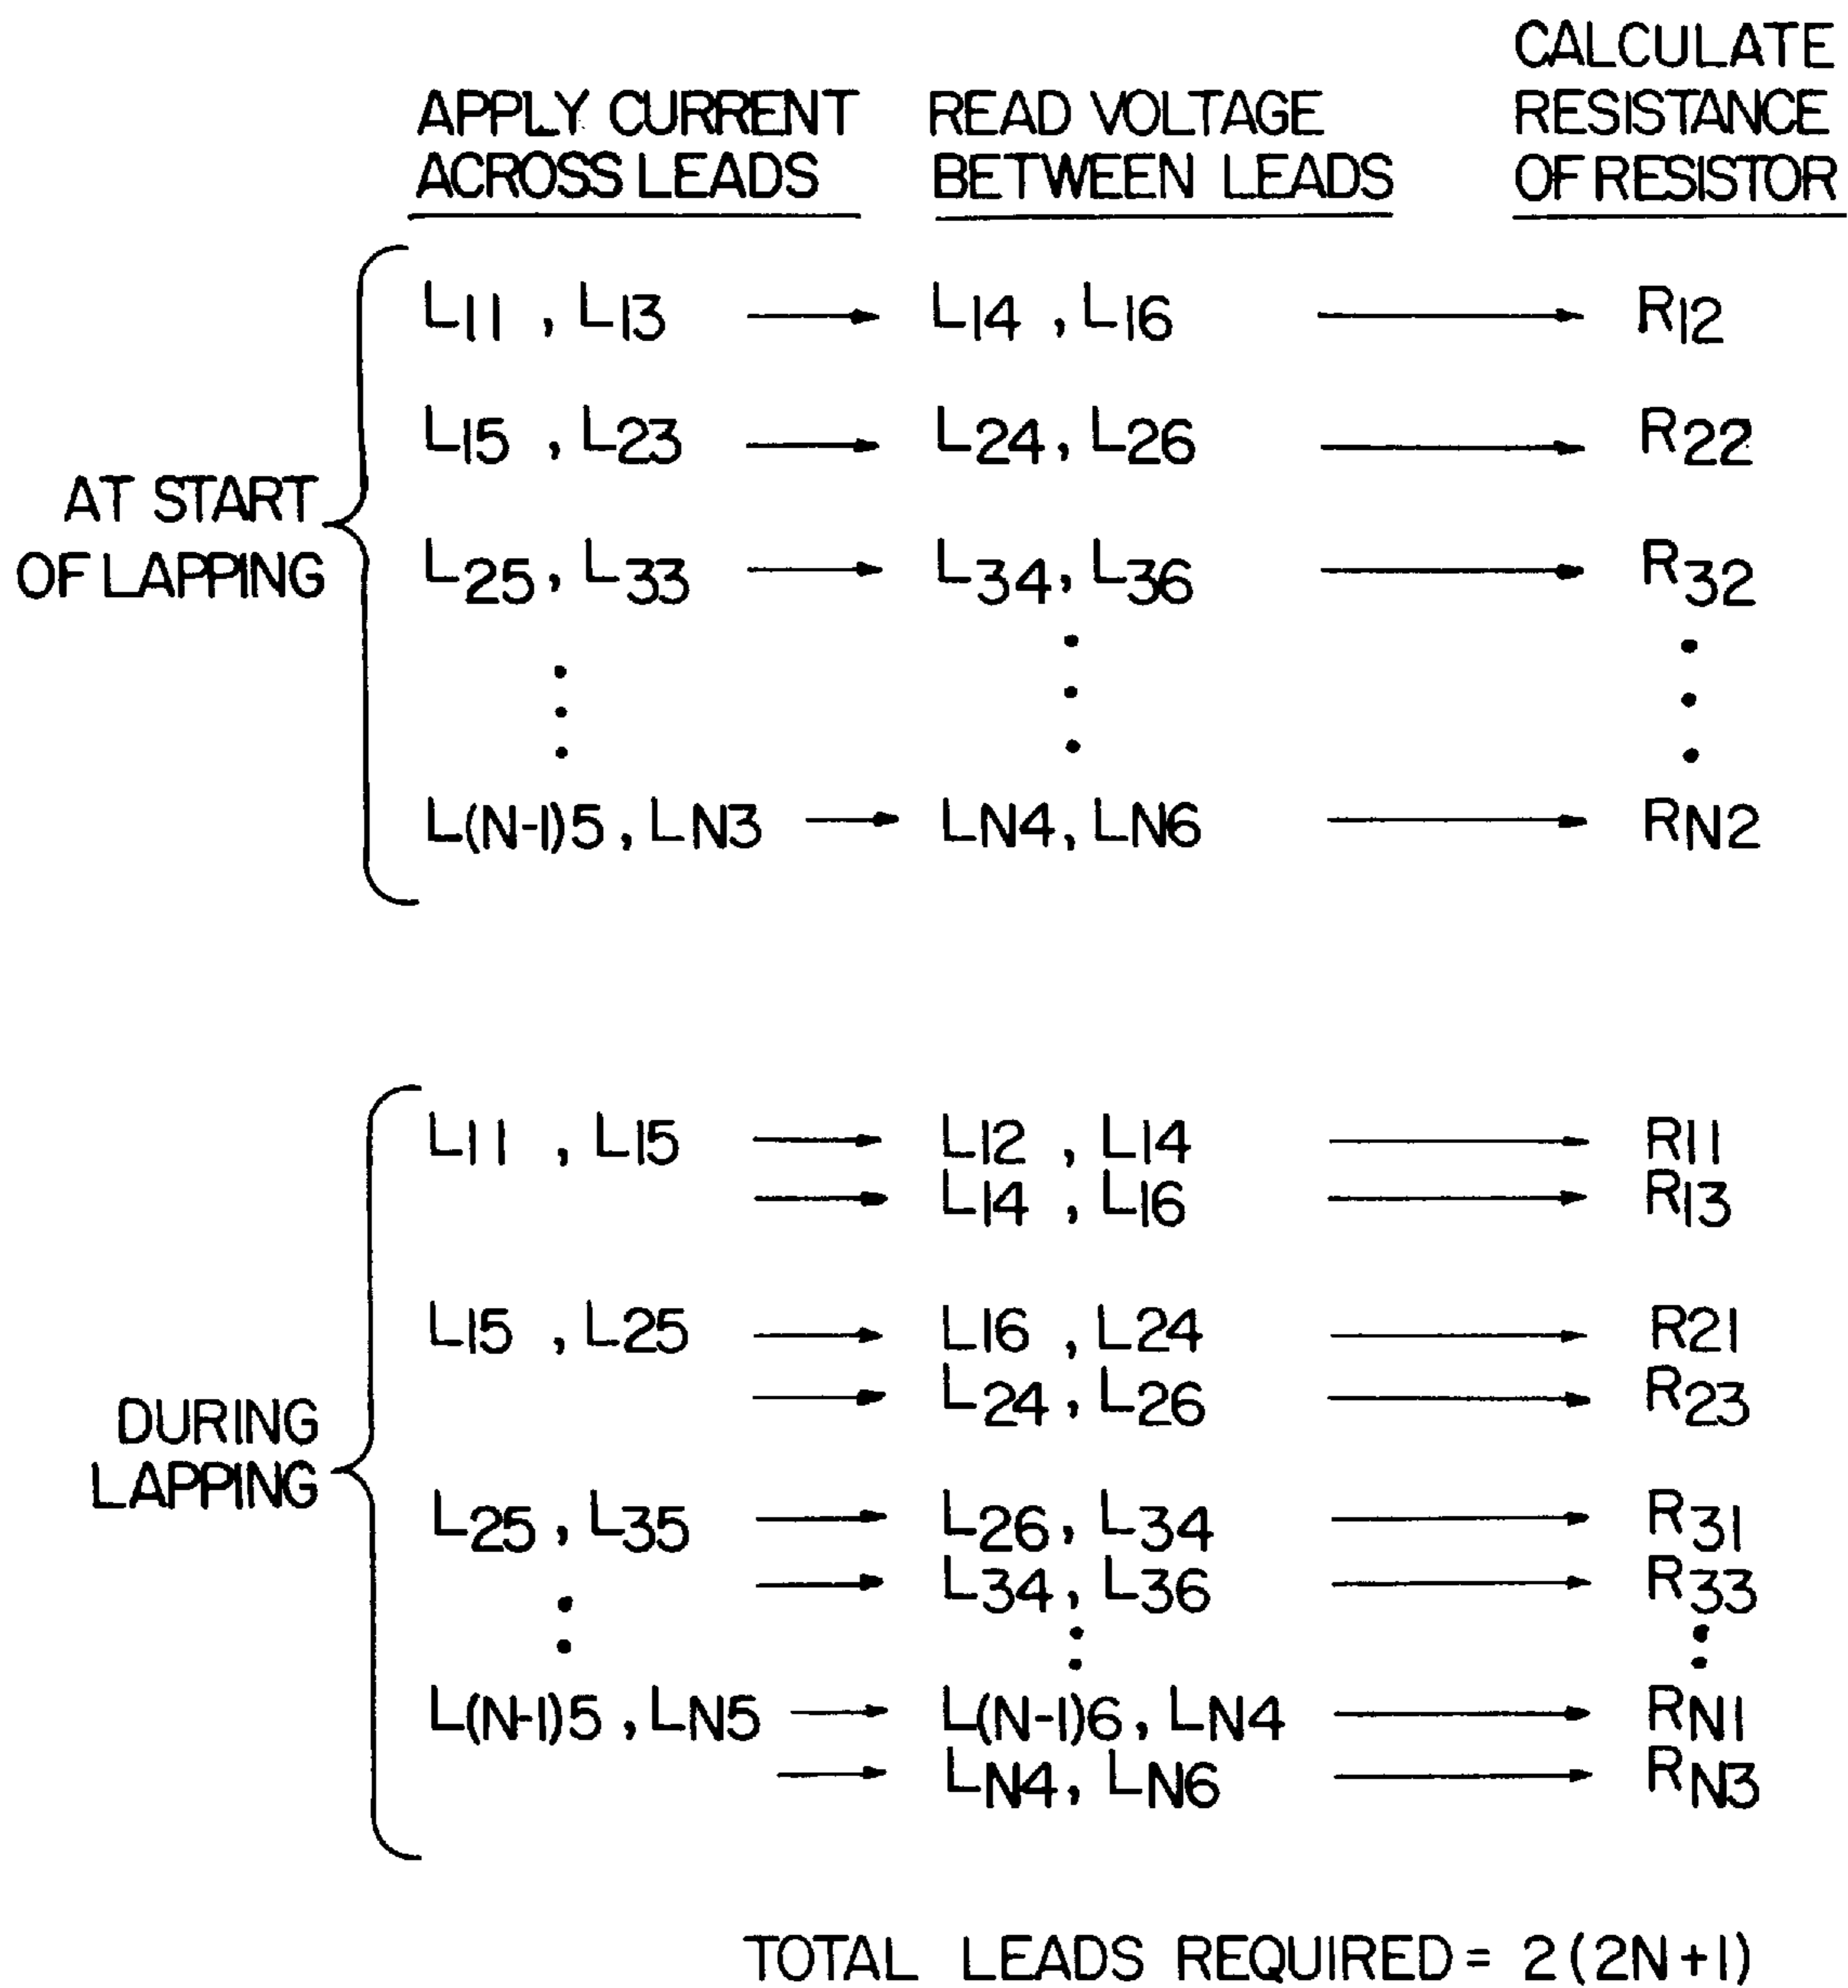 CALCULATE
APPLY CURRENT READ VOLTAGE RESISTANCE
ACROSS LEADS BETWEEN LEADS OF RESISTOR
L11 , L13 L14 , L16 R12
L15 , L23 L24, L26 R22
AT START
OF LAPPING
L25, L33 L34, L36 R32
L(N-1)5, LN3 LN4, LN6 RN2
L11 , L15 L12 , L14 R11
L14 , L16 R13
L15 , L25 L16 , L24 R21
L24, L26 R23
DURING
LAPPING
L25, L35 L26, L34 R31
L34, L36 R33
L(N-1)5, LN5 L(N-1)6, LN4 RN1
LN4, LN6 RN3
TOTAL LEADS REQUIRED = 2(2N+1)